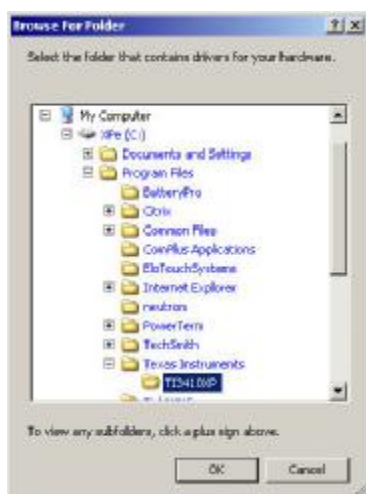 Browse For Folder
Select the folder that contains drivers for your hardware.
My Computer
XPe (C:)
Documents and Settings
Program Files
BatteryPro
Citrix
Common Files
ComPlus Applications
EloTouchSystems
Internet Explorer
neutron
PowerTerm
TechSmith
Texas Instruments
TI3410XP
To view any subfolders, click a plus sign above.
OK
Cancel